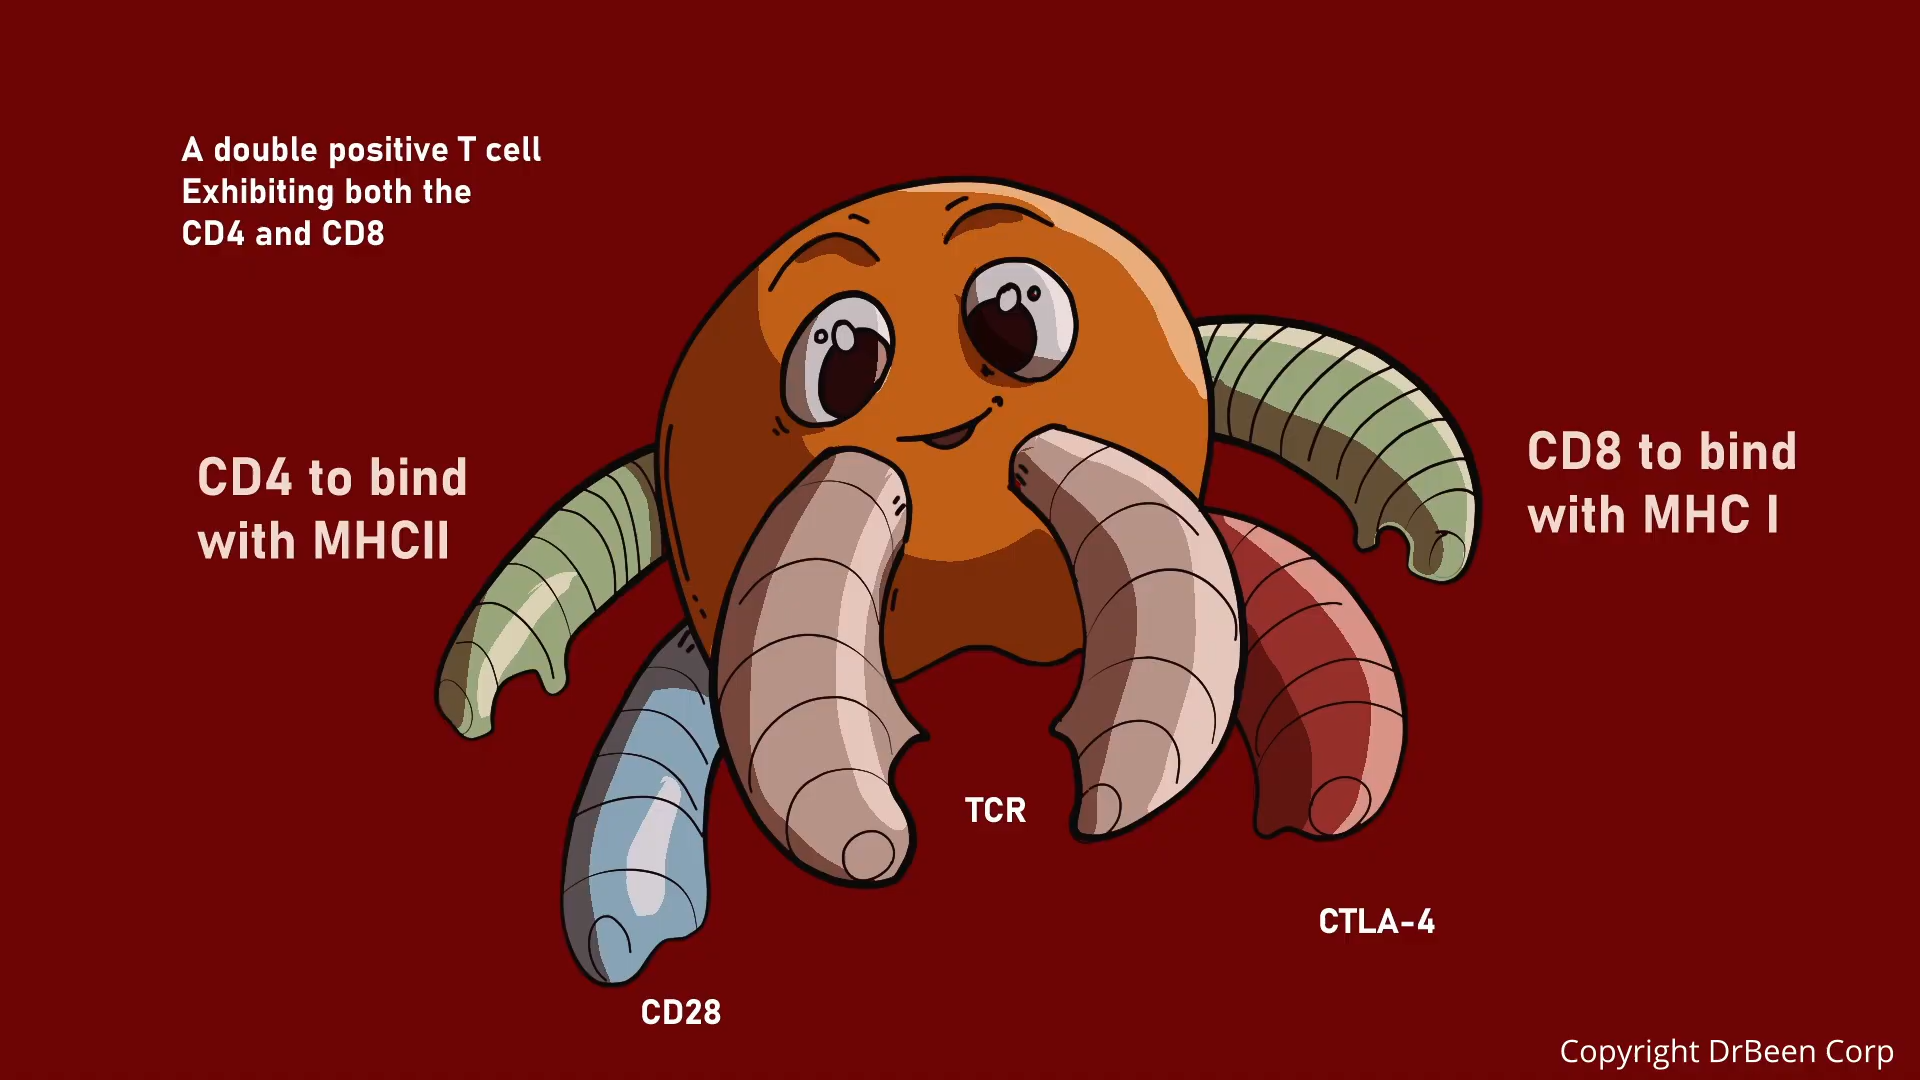 A double positive T cell
Exhibiting both the
CD4 and CD8
CD4 to bind
with MHCII
CD8 to bind
with MHC I
TCR
CTLA-4
CD28
Copyright DrBeen Corp